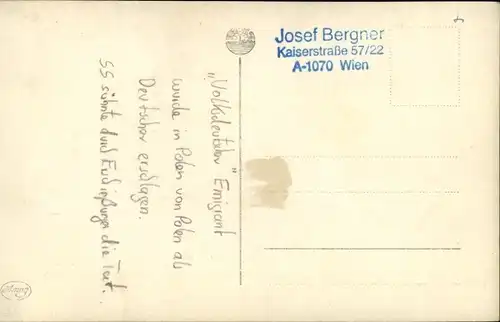 Josef Bergner
Kaiserstraße 57/22
A-1070 Wien
"Volksdeutscher Emigrant"
wurde in Polen von Polen als
Deutscher erschlagen.
SS sühnte durch Erschießungen die Tat.